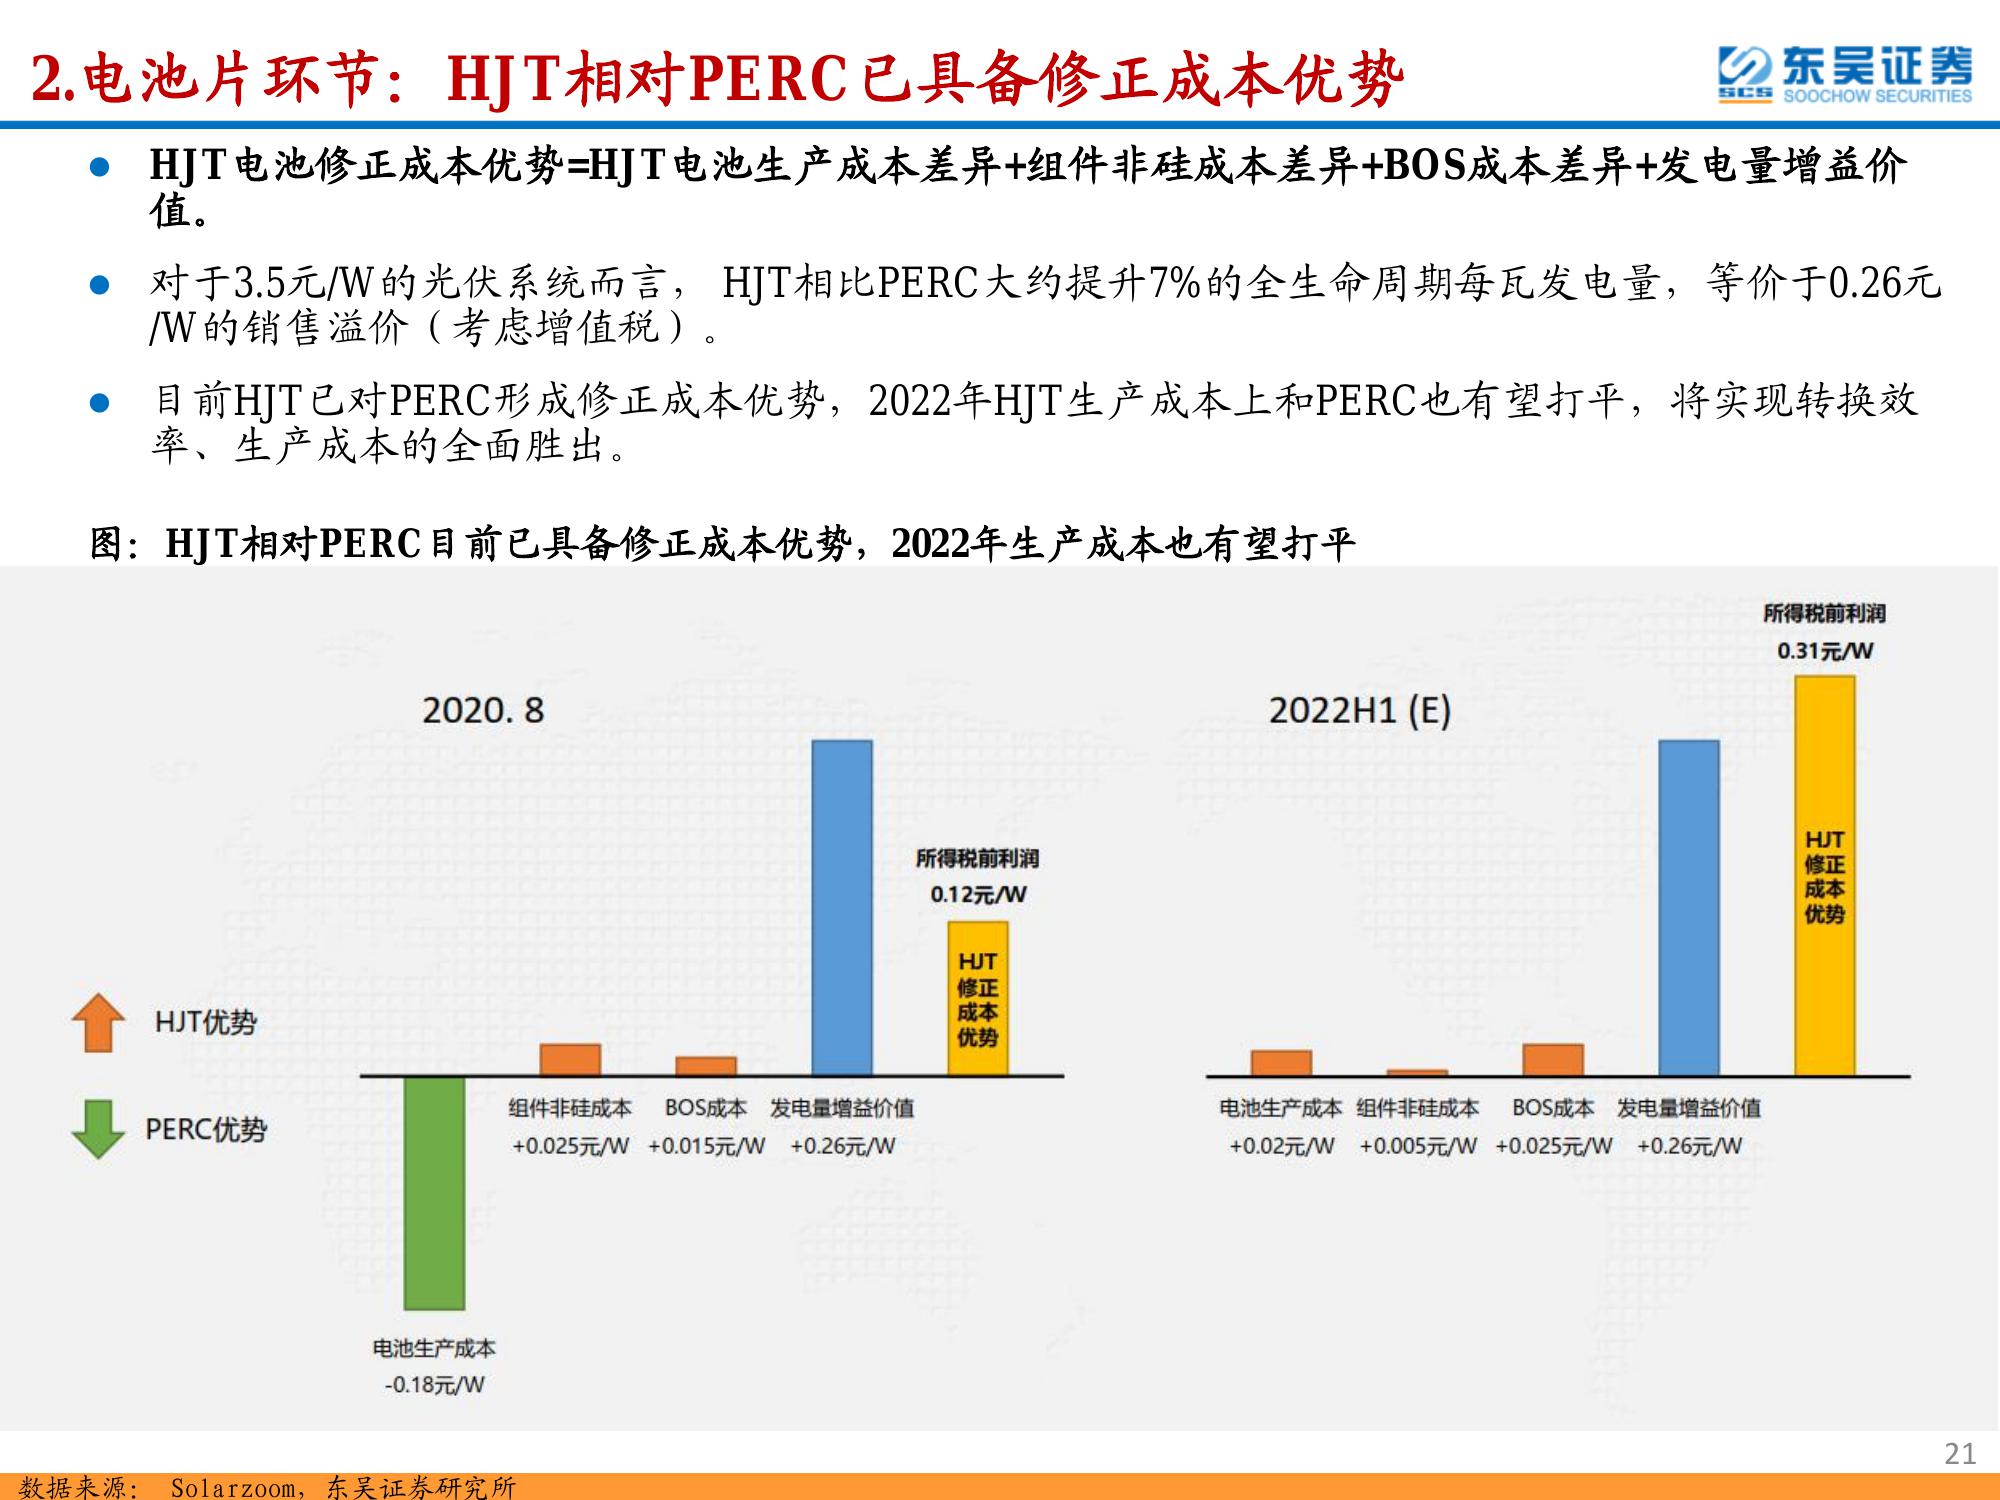 2.电池片环节：HJT相对PERC已具备修正成本优势
东吴证券
SCS SOOCHOW SECURITIES
HJT电池修正成本优势=HJT电池生产成本差异+组件非硅成本差异+BOS成本差异+发电量增益价
值。
对于3.5元/W的光伏系统而言， HJT相比PERC大约提升7%的全生命周期每瓦发电量，等价于0.26元
/W的销售溢价（考虑增值税）。
目前HJT已对PERC形成修正成本优势，2022年HJT生产成本上和PERC也有望打平，将实现转换效
率、生产成本的全面胜出。
图：HJT相对PERC目前已具备修正成本优势，2022年生产成本也有望打平
2020. 8
所得税前利润
0.12元/W
HJT
修正
成本
优势
HJT优势
PERC优势
组件非硅成本 BOS成本 发电量增益价值
+0.025元/W +0.015元/W +0.26元/W
电池生产成本
-0.18元/W
2022H1 (E)
所得税前利润
0.31元/W
HJT
修正
成本
优势
电池生产成本 组件非硅成本 BOS成本 发电量增益价值
+0.02元/W +0.005元/W +0.025元/W +0.26元/W
21
数据来源： Solarzoom，东吴证券研究所